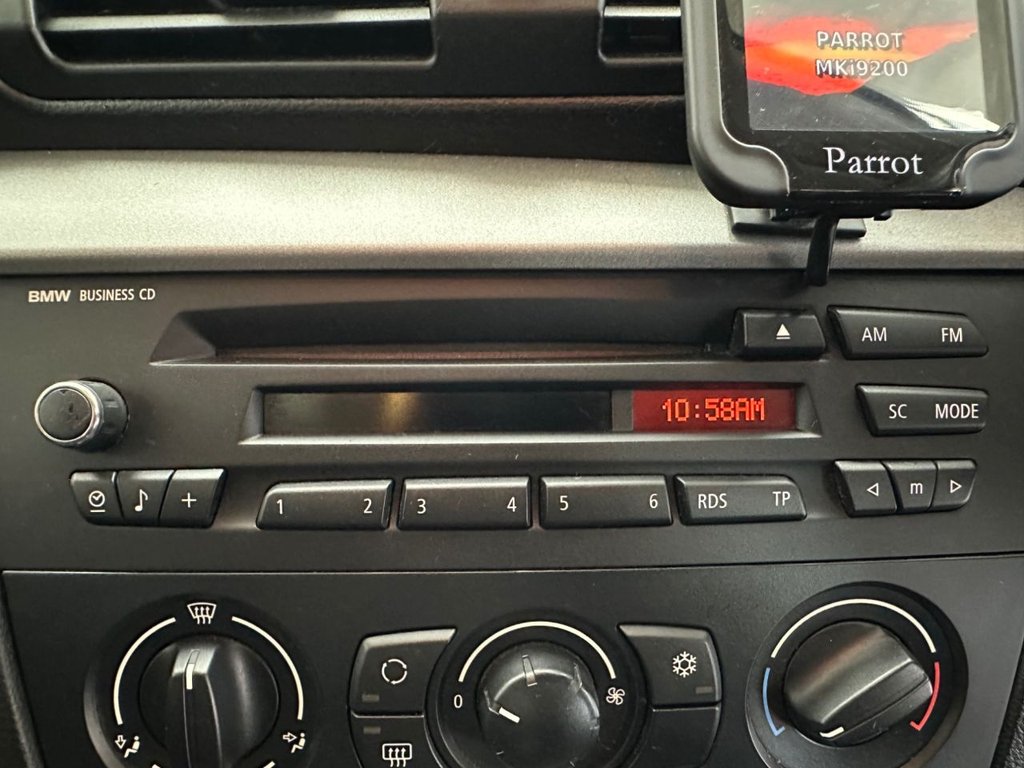 PARROT
MKi9200
Parrot
BMW BUSINESS CD
AM FM
10:58AM
SC MODE
1 2 3 4 5 6 RDS TP m
0